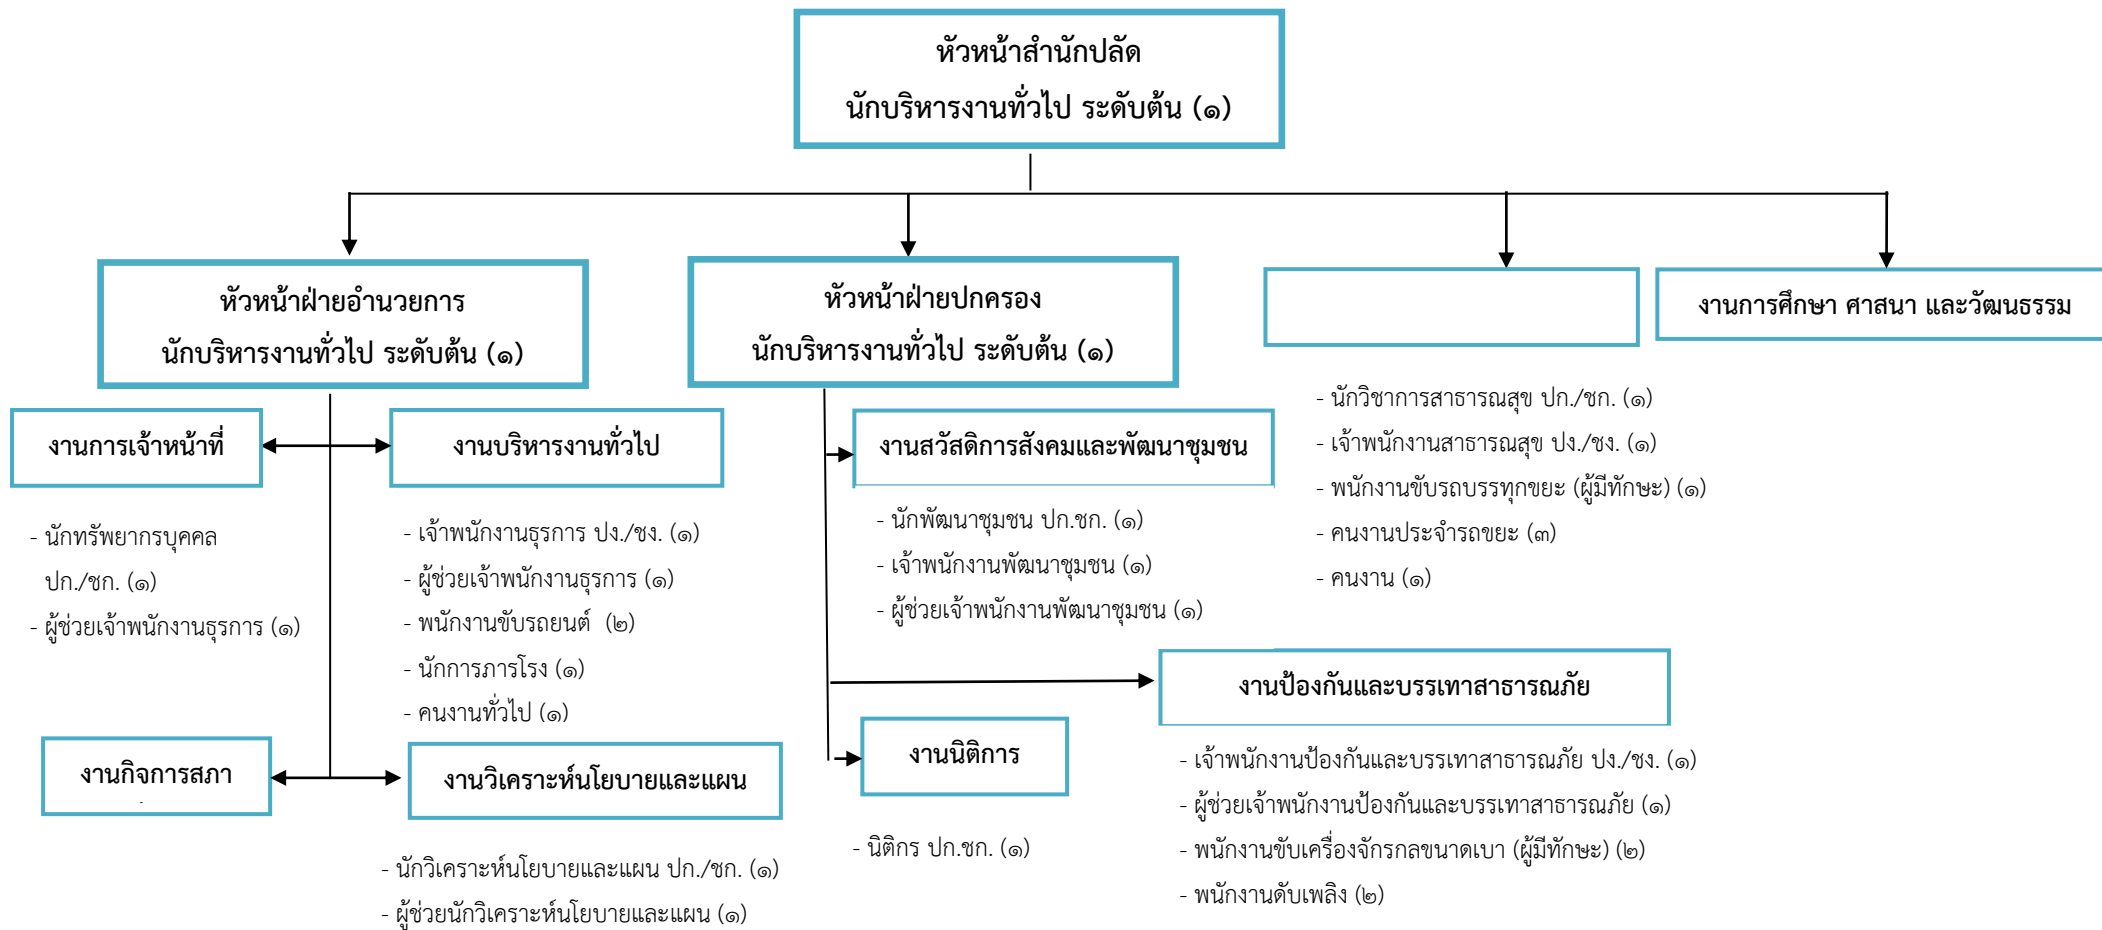 หัวหน้าสำนักปลัด
นักบริหารงานทั่วไป ระดับต้น (๑)
หัวหน้าฝ่ายอำนวยการ
นักบริหารงานทั่วไป ระดับต้น (๑)
หัวหน้าฝ่ายปกครอง
นักบริหารงานทั่วไป ระดับต้น (๑)
งานการศึกษา ศาสนา และวัฒนธรรม
งานการเจ้าหน้าที่
- นักทรัพยากรบุคคล
ปก./ชก. (๑)
- ผู้ช่วยเจ้าพนักงานธุรการ (๑)
งานบริหารงานทั่วไป
- เจ้าพนักงานธุรการ ปง./ชง. (๑)
- ผู้ช่วยเจ้าพนักงานธุรการ (๑)
- พนักงานขับรถยนต์ (๒)
- นักการภารโรง (๑)
- คนงานทั่วไป (๑)
งานกิจการสภา
งานวิเคราะห์นโยบายและแผน
- นักวิเคราะห์นโยบายและแผน ปก./ชก. (๑)
- ผู้ช่วยนักวิเคราะห์นโยบายและแผน (๑)
งานสวัสดิการสังคมและพัฒนาชุมชน
- นักพัฒนาชุมชน ปก.ชก. (๑)
- เจ้าพนักงานพัฒนาชุมชน (๑)
- ผู้ช่วยเจ้าพนักงานพัฒนาชุมชน (๑)
งานนิติการ
- นิติกร ปก.ชก. (๑)
งานป้องกันและบรรเทาสาธารณภัย
- เจ้าพนักงานป้องกันและบรรเทาสาธารณภัย ปง./ชง. (๑)
- ผู้ช่วยเจ้าพนักงานป้องกันและบรรเทาสาธารณภัย (๑)
- พนักงานขับเครื่องจักรกลขนาดเบา (ผู้มีทักษะ) (๒)
- พนักงานดับเพลิง (๒)
- นักวิชาการสาธารณสุข ปก./ชก. (๑)
- เจ้าพนักงานสาธารณสุข ปง./ชง. (๑)
- พนักงานขับรถบรรทุกขยะ (ผู้มีทักษะ) (๑)
- คนงานประจำรถขยะ (๓)
- คนงาน (๑)